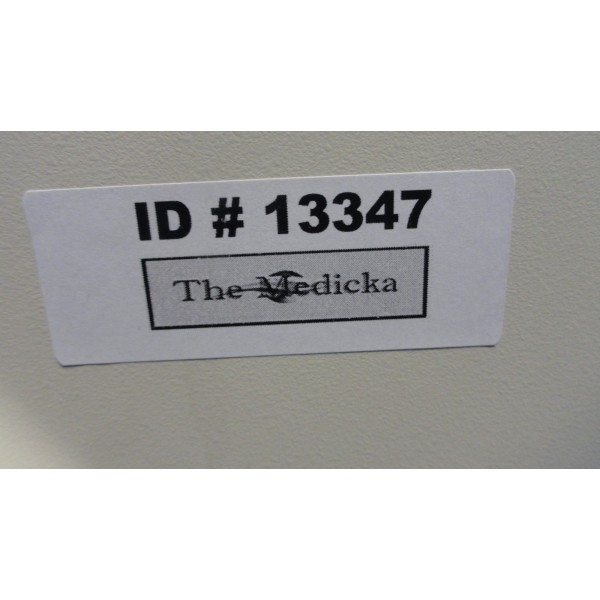 ID # 13347
The Medicka